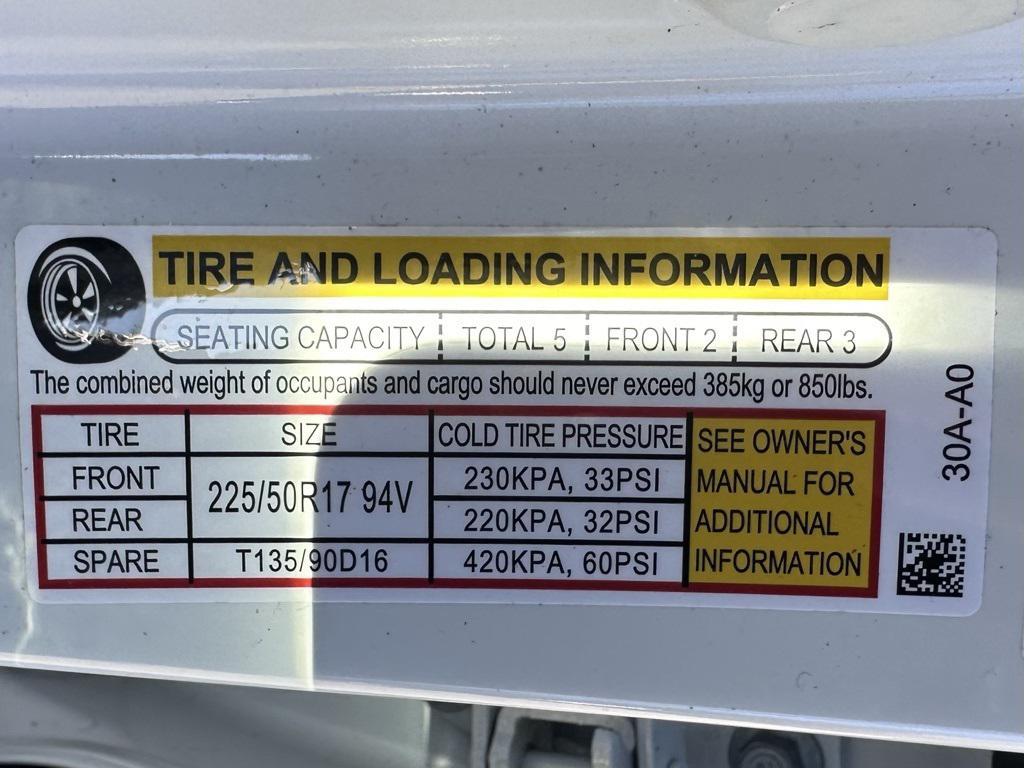 TIRE AND LOADING INFORMATION
SEATING CAPACITY TOTAL 5 FRONT 2 REAR 3
The combined weight of occupants and cargo should never exceed 385kg or 850lbs.
TIRE SIZE COLD TIRE PRESSURE
FRONT 225/50R17 94V 230KPA, 33PSI
REAR 220KPA, 32PSI
SPARE T135/90D16 420KPA, 60PSI
SEE OWNER'S
MANUAL FOR
ADDITIONAL
INFORMATION
30A-A0